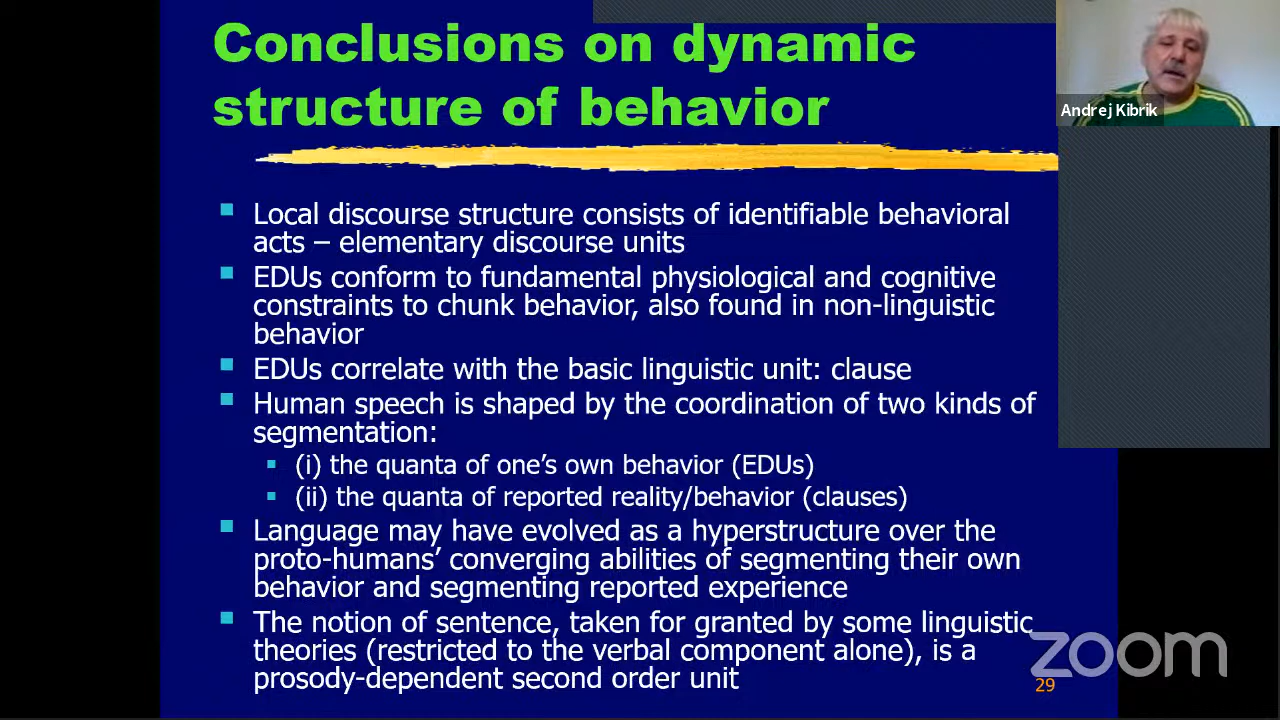 Conclusions on dynamic
structure of behavior
Andrej Kibrik
Local discourse structure consists of identifiable behavioral
acts – elementary discourse units
EDUs conform to fundamental physiological and cognitive
constraints to chunk behavior, also found in non-linguistic
behavior
EDUs correlate with the basic linguistic unit: clause
Human speech is shaped by the coordination of two kinds of
segmentation:
(i) the quanta of one’s own behavior (EDUs)
(ii) the quanta of reported reality/behavior (clauses)
Language may have evolved as a hyperstructure over the
proto-humans’ converging abilities of segmenting their own
behavior and segmenting reported experience
The notion of sentence, taken for granted by some linguistic
theories (restricted to the verbal component alone), is a
prosody-dependent second order unit
zoom
29